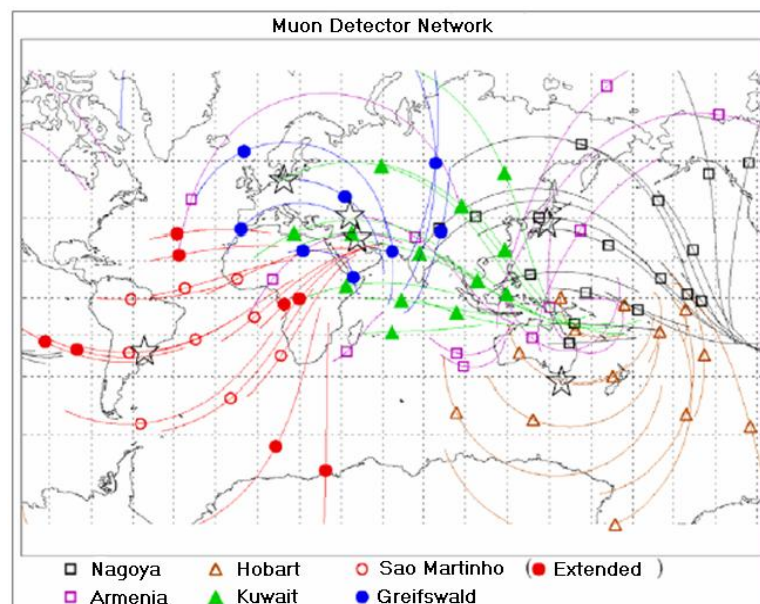 Muon Detector Network
Nagoya Hobart Sao Martinho ( Extended )
Armenia Kuwait Greifswald